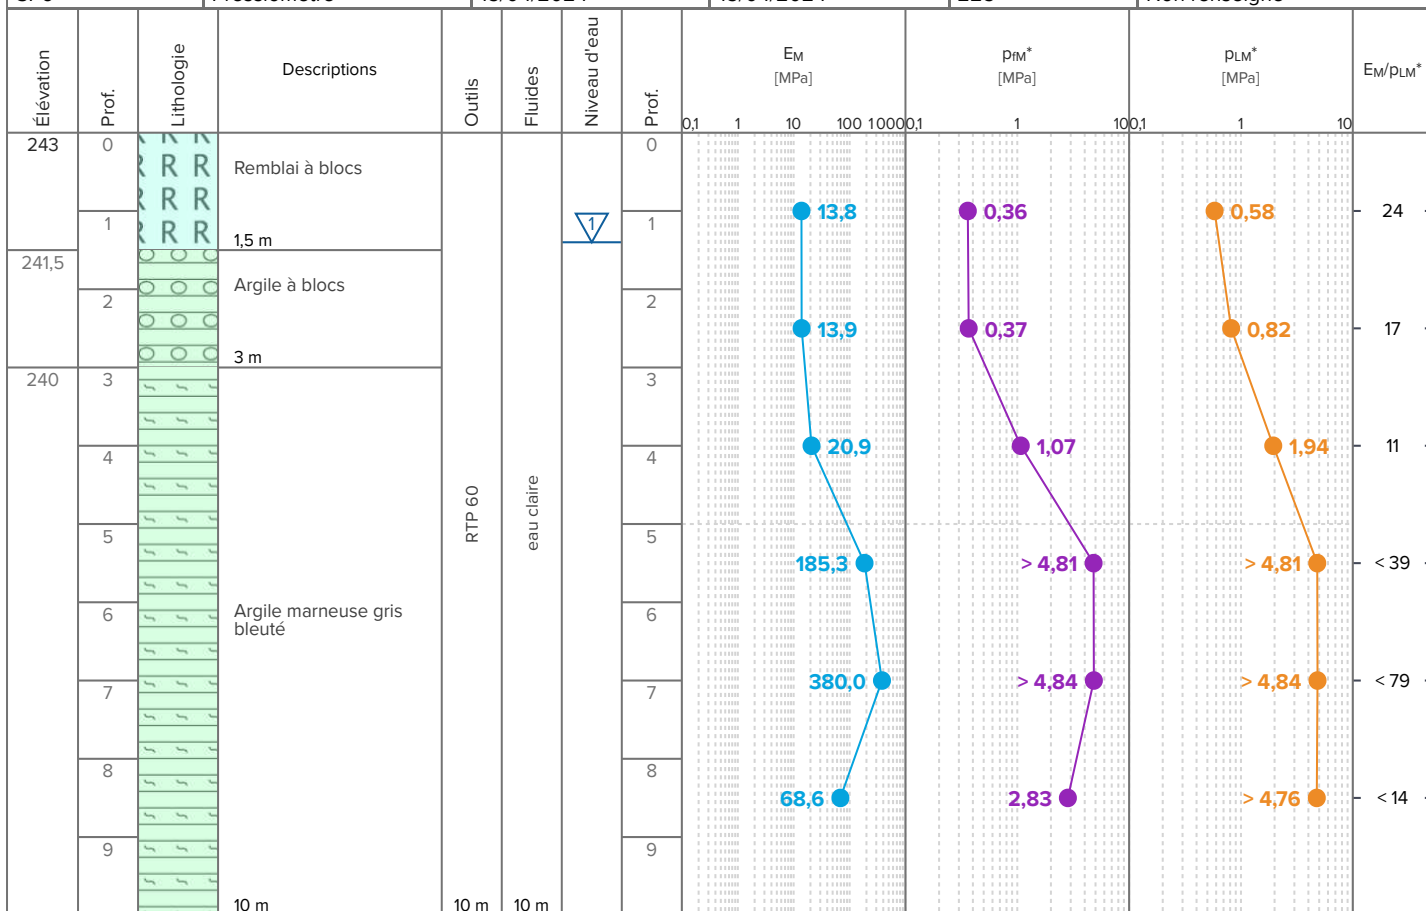 Élévation
Prof.
Lithologie
Descriptions
Outils
Fluides
Niveau d'eau
Prof.
EM
[MPa]
pfM*
[MPa]
pLM*
[MPa]
EM/pLM*
0,1 1 10 100 1000
0,1 1 10
0,1 1 10
243 0 0
R R R
Remblai à blocs
R R
R R
1 13,8 0,36 0,58 24
1 1
R R
1,5 m
241,5
Argile à blocs
2 2
13,9 0,37 0,82 17
3 m
240 3 3
20,9 1,07 1,94 11
4 4
RTP 60
eau claire
5 5
185,3 > 4,81 > 4,81 < 39
Argile marneuse gris
bleuté
6 6
380,0 > 4,84 > 4,84 < 79
7 7
8 8
68,6 2,83 > 4,76 < 14
9 9
10 m 10 m 10 m